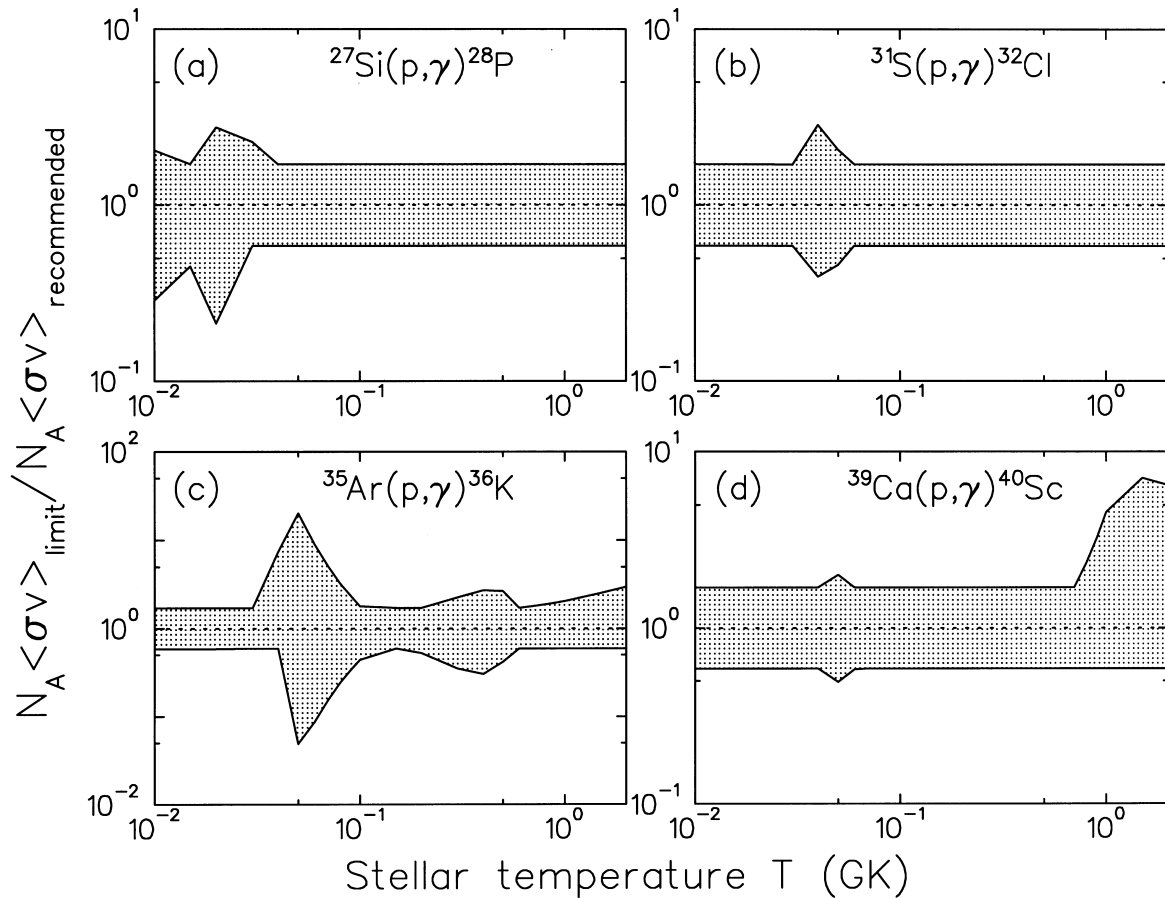 N_A<σv>_limit/N_A<σv>_recommended
(a) ²⁷Si(p,γ)²⁸P
10¹
10⁰
10⁻¹
10⁻² 10⁻¹ 10⁰
(b) ³¹S(p,γ)³²Cl
10¹
10⁰
10⁻¹
10⁻² 10⁻¹ 10⁰
(c) ³⁵Ar(p,γ)³⁶K
10²
10⁰
10⁻²
10⁻² 10⁻¹ 10⁰
(d) ³⁹Ca(p,γ)⁴⁰Sc
10¹
10⁰
10⁻¹
10⁻² 10⁻¹ 10⁰
Stellar temperature T (GK)